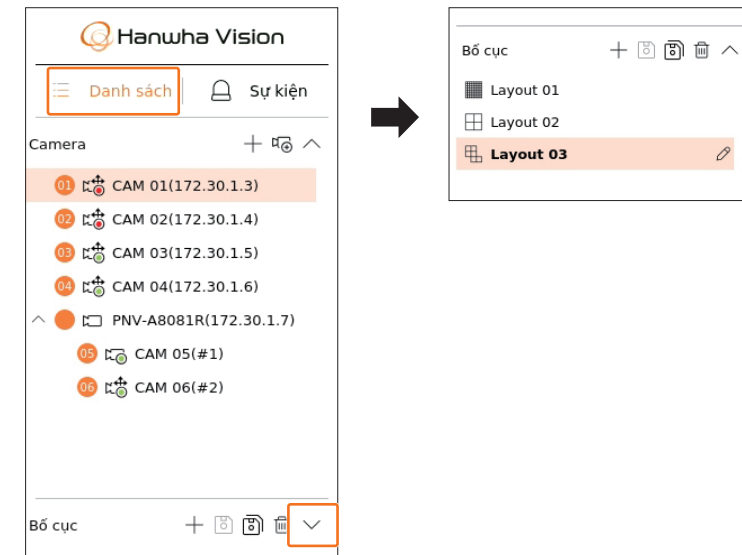 Hanwha Vision
Danh sách
Sự kiện
Camera
01 CAM 01(172.30.1.3)
02 CAM 02(172.30.1.4)
03 CAM 03(172.30.1.5)
04 CAM 04(172.30.1.6)
PNV-A8081R(172.30.1.7)
05 CAM 05(#1)
06 CAM 06(#2)
Bố cục
Bố cục
Layout 01
Layout 02
Layout 03